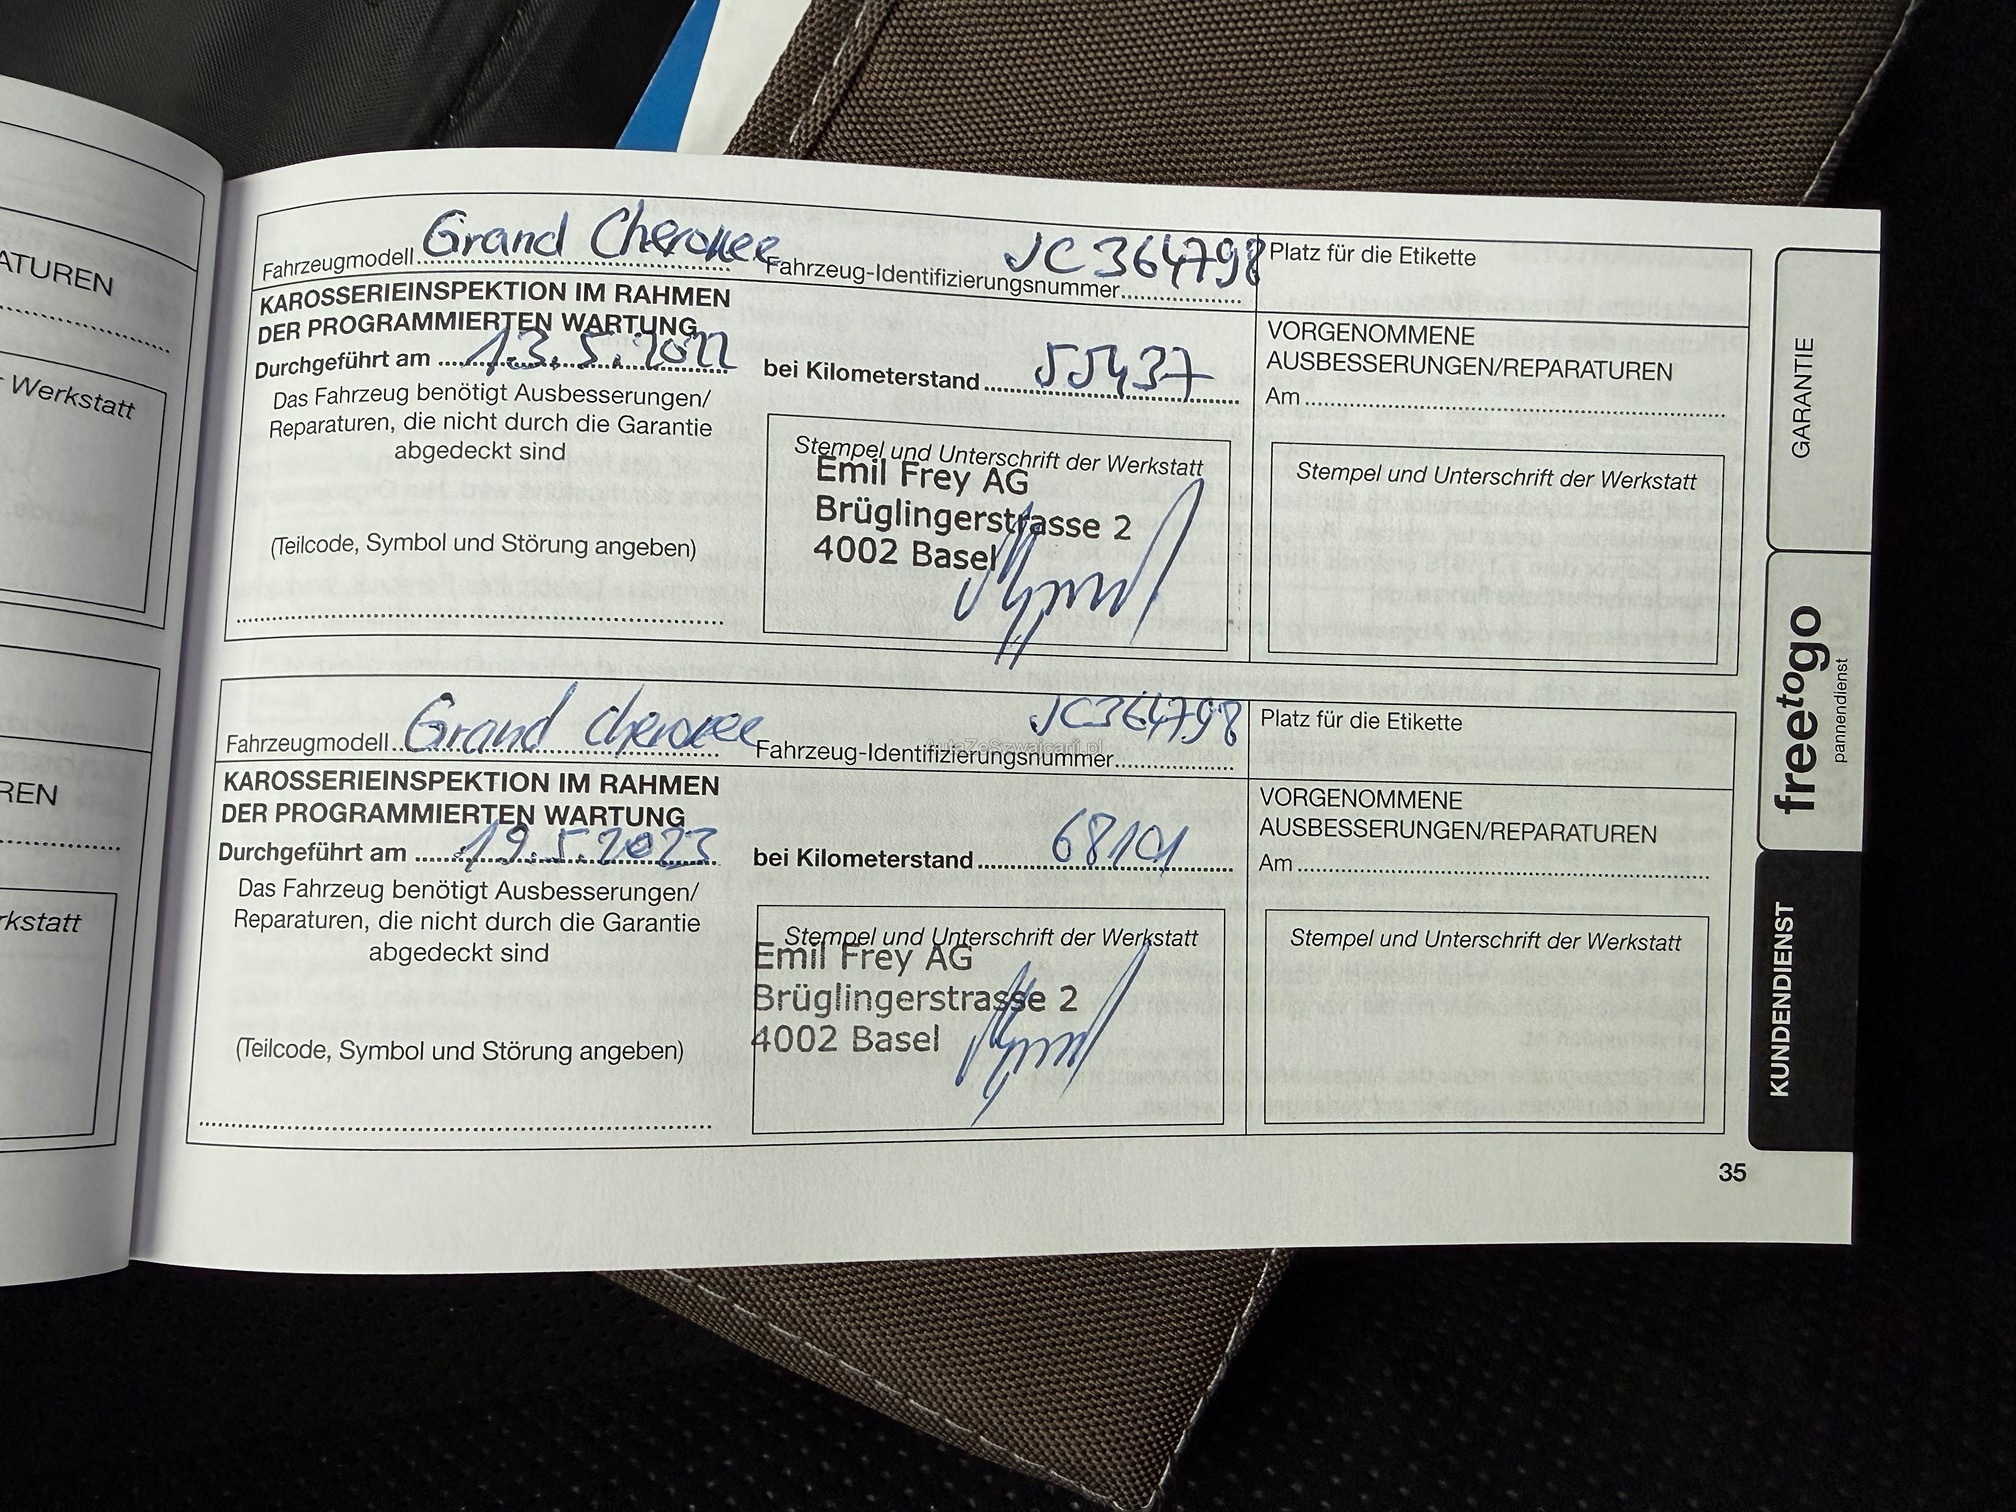 ATUREN
r Werkstatt
REN
rkstatt
Fahrzeugmodell Grand Cherokee Fahrzeug-Identifizierungsnummer JC364798
Platz für die Etikette
KAROSSERIEINSPEKTION IM RAHMEN
DER PROGRAMMIERTEN WARTUNG
Durchgeführt am 13.5.2022 bei Kilometerstand 55437
Das Fahrzeug benötigt Ausbesserungen/
Reparaturen, die nicht durch die Garantie
abgedeckt sind
(Teilcode, Symbol und Störung angeben)
Stempel und Unterschrift der Werkstatt
Emil Frey AG
Brüglingerstrasse 2
4002 Basel
VORGENOMMENE
AUSBESSERUNGEN/REPARATUREN
Am
Stempel und Unterschrift der Werkstatt
Fahrzeugmodell Grand Cherokee Fahrzeug-Identifizierungsnummer JC364798
AutaZeSzwajcarii.pl
Platz für die Etikette
KAROSSERIEINSPEKTION IM RAHMEN
DER PROGRAMMIERTEN WARTUNG
Durchgeführt am 19.5.2023 bei Kilometerstand 68101
Das Fahrzeug benötigt Ausbesserungen/
Reparaturen, die nicht durch die Garantie
abgedeckt sind
(Teilcode, Symbol und Störung angeben)
Stempel und Unterschrift der Werkstatt
Emil Frey AG
Brüglingerstrasse 2
4002 Basel
VORGENOMMENE
AUSBESSERUNGEN/REPARATUREN
Am
Stempel und Unterschrift der Werkstatt
GARANTIE
freetogo
pannendienst
KUNDENDIENST
35